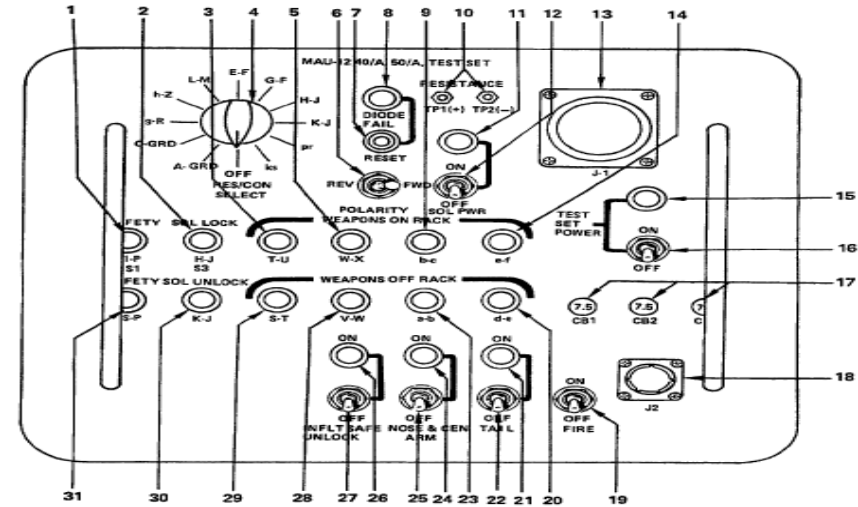 1 2 3 4 5 6 7 8 9 10 11 12 13 14
MAU-12 40/A, 50/A, TEST SET
E-F
L-M G-F
h-Z H-J
g-R K-J
C-GRD pr
A-GRD ks
OFF
RES/CON
SELECT
DIODE
FAIL
RESET
RESISTANCE
TP1(+) TP2(−)
REV FWD
POLARITY
ON
OFF
SOL PWR
J-1
TEST
SET
POWER
ON
OFF
15
16
FETY SOL LOCK WEAPONS ON RACK
I-P H-J T-U W-X b-c e-f
S1 S3
FETY SOL UNLOCK WEAPONS OFF RACK
S-P K-J S-T V-W a-b d-e
7.5 7.5
CB1 CB2 C
17
ON ON ON ON
OFF OFF OFF OFF
INFLT SAFE NOSE & CEN TAIL FIRE
UNLOCK ARM
J2
18
31 30 29 28 27 26 25 24 23 22 21 20 19